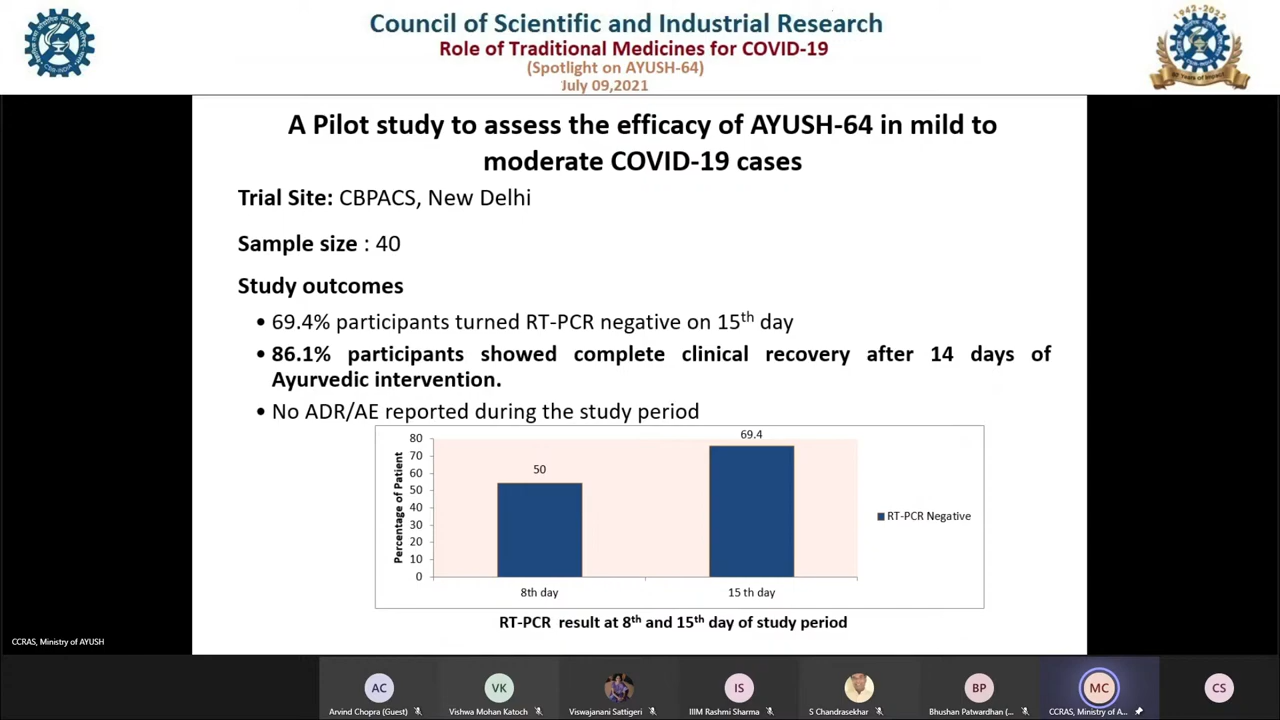 Council of Scientific and Industrial Research
Role of Traditional Medicines for COVID-19
(Spotlight on AYUSH-64)
July 09,2021
1942-2022
80 Years of Impact
A Pilot study to assess the efficacy of AYUSH-64 in mild to
moderate COVID-19 cases
Trial Site: CBPACS, New Delhi
Sample size : 40
Study outcomes
• 69.4% participants turned RT-PCR negative on 15th day
• 86.1% participants showed complete clinical recovery after 14 days of
Ayurvedic intervention.
• No ADR/AE reported during the study period
80
70
60
50
40
30
20
10
0
Percentage of Patient
50
69.4
8th day
15 th day
RT-PCR Negative
RT-PCR result at 8th and 15th day of study period
CCRAS, Ministry of AYUSH
AC
VK
IS
BP
MC
CS
Arvind Chopra (Guest)
Vishwa Mohan Katoch
Viswajanani Sattigeri
IIIM Rashmi Sharma
S Chandrasekhar
Bhushan Patwardhan (...
CCRAS, Ministry of A...